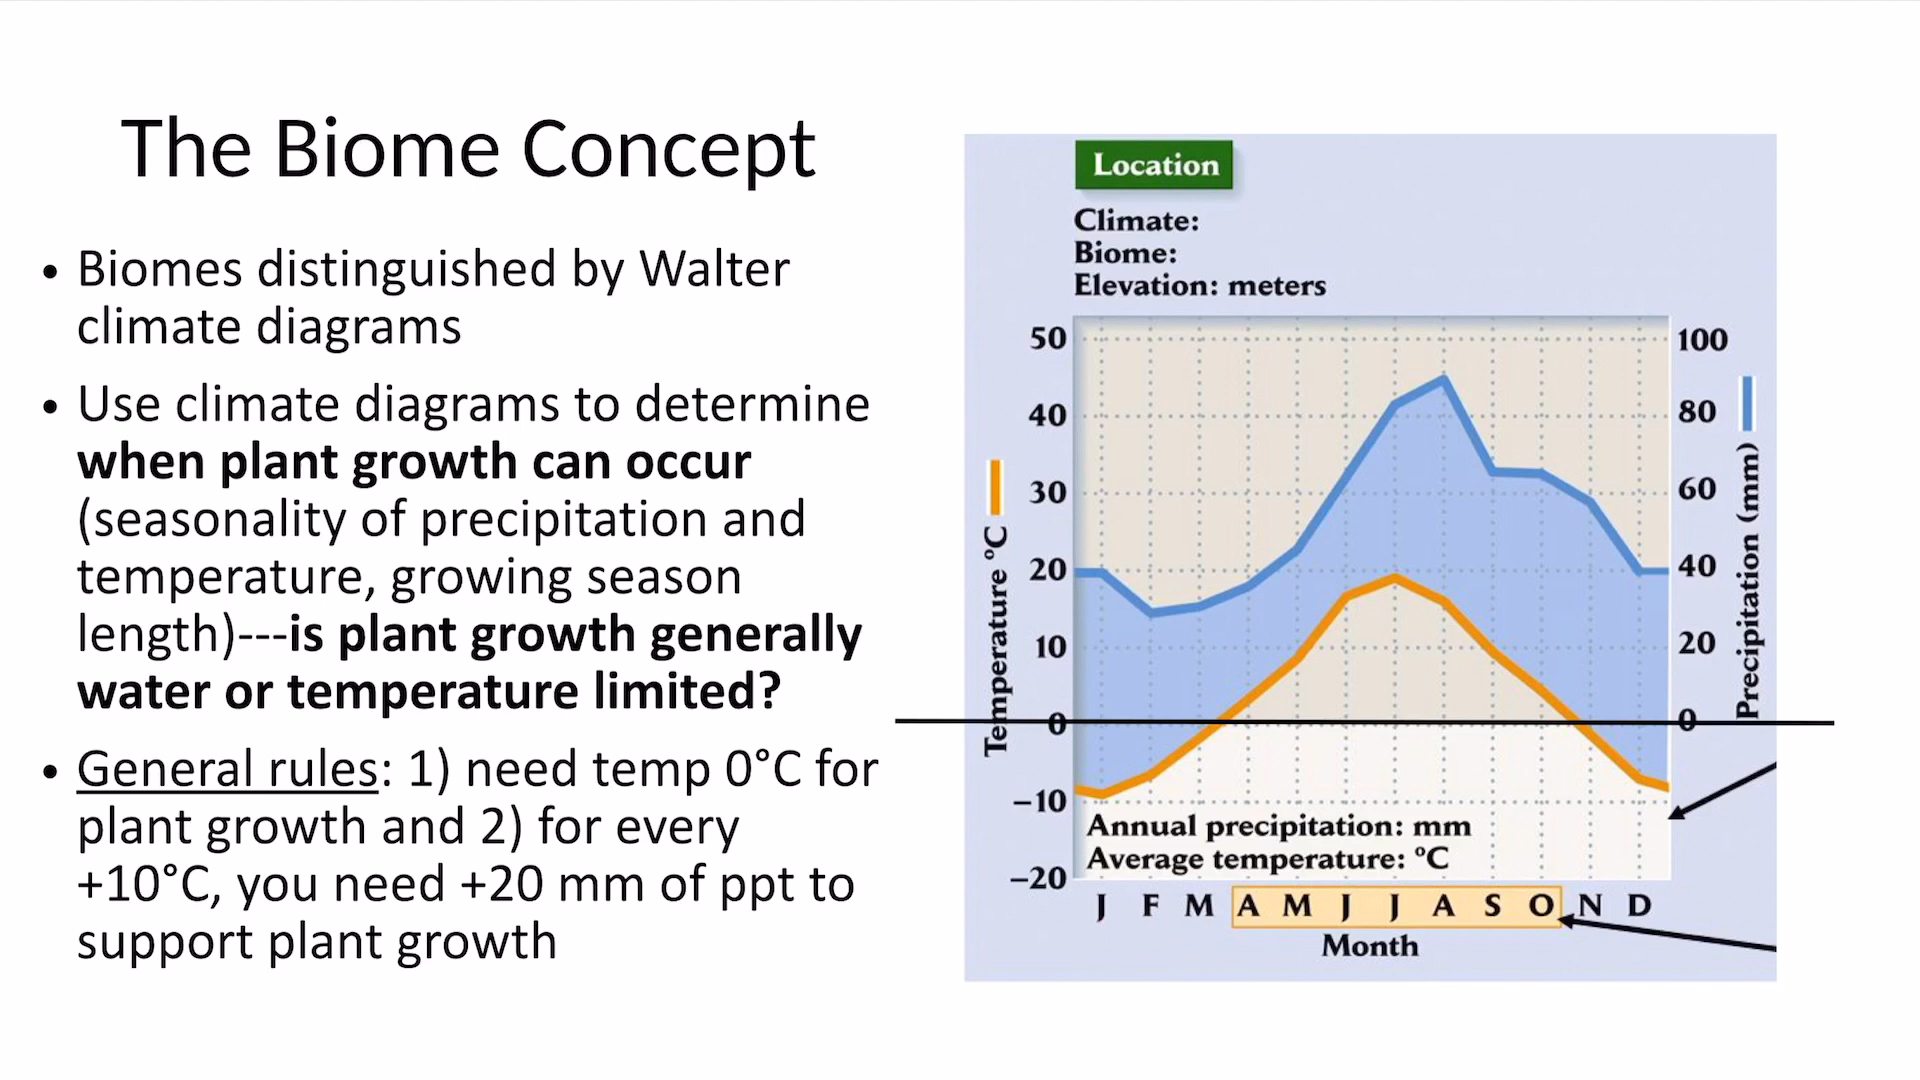 The Biome Concept
• Biomes distinguished by Walter
climate diagrams
• Use climate diagrams to determine
when plant growth can occur
(seasonality of precipitation and
temperature, growing season
length)---is plant growth generally
water or temperature limited?
• General rules: 1) need temp 0°C for
plant growth and 2) for every
+10°C, you need +20 mm of ppt to
support plant growth
Location
Climate:
Biome:
Elevation: meters
Temperature °C
50
40
30
20
10
0
−10
−20
100
80
60
40
20
0
Precipitation (mm)
Annual precipitation: mm
Average temperature: °C
J F M A M J J A S O N D
Month